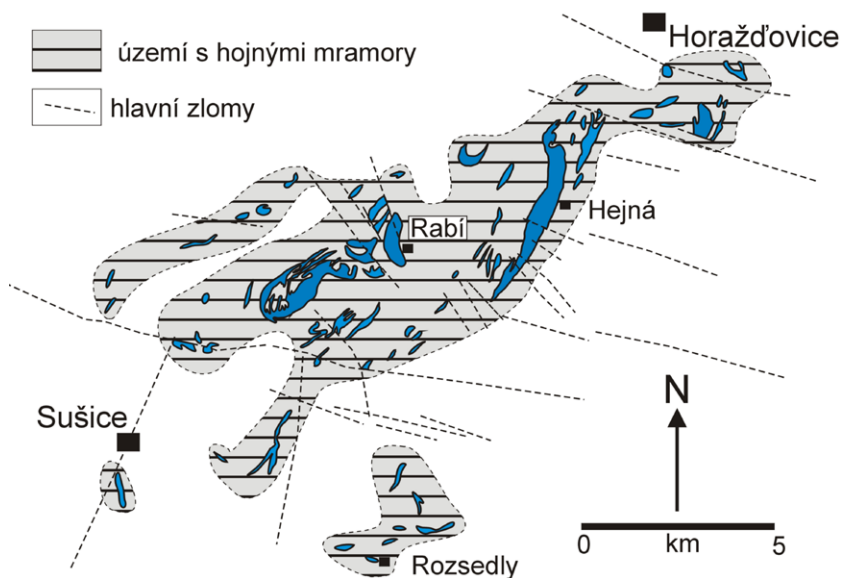 území s hojnými mramory
hlavní zlomy
Horažďovice
Hejná
Rabí
Sušice
Rozsedly
N
0 km 5